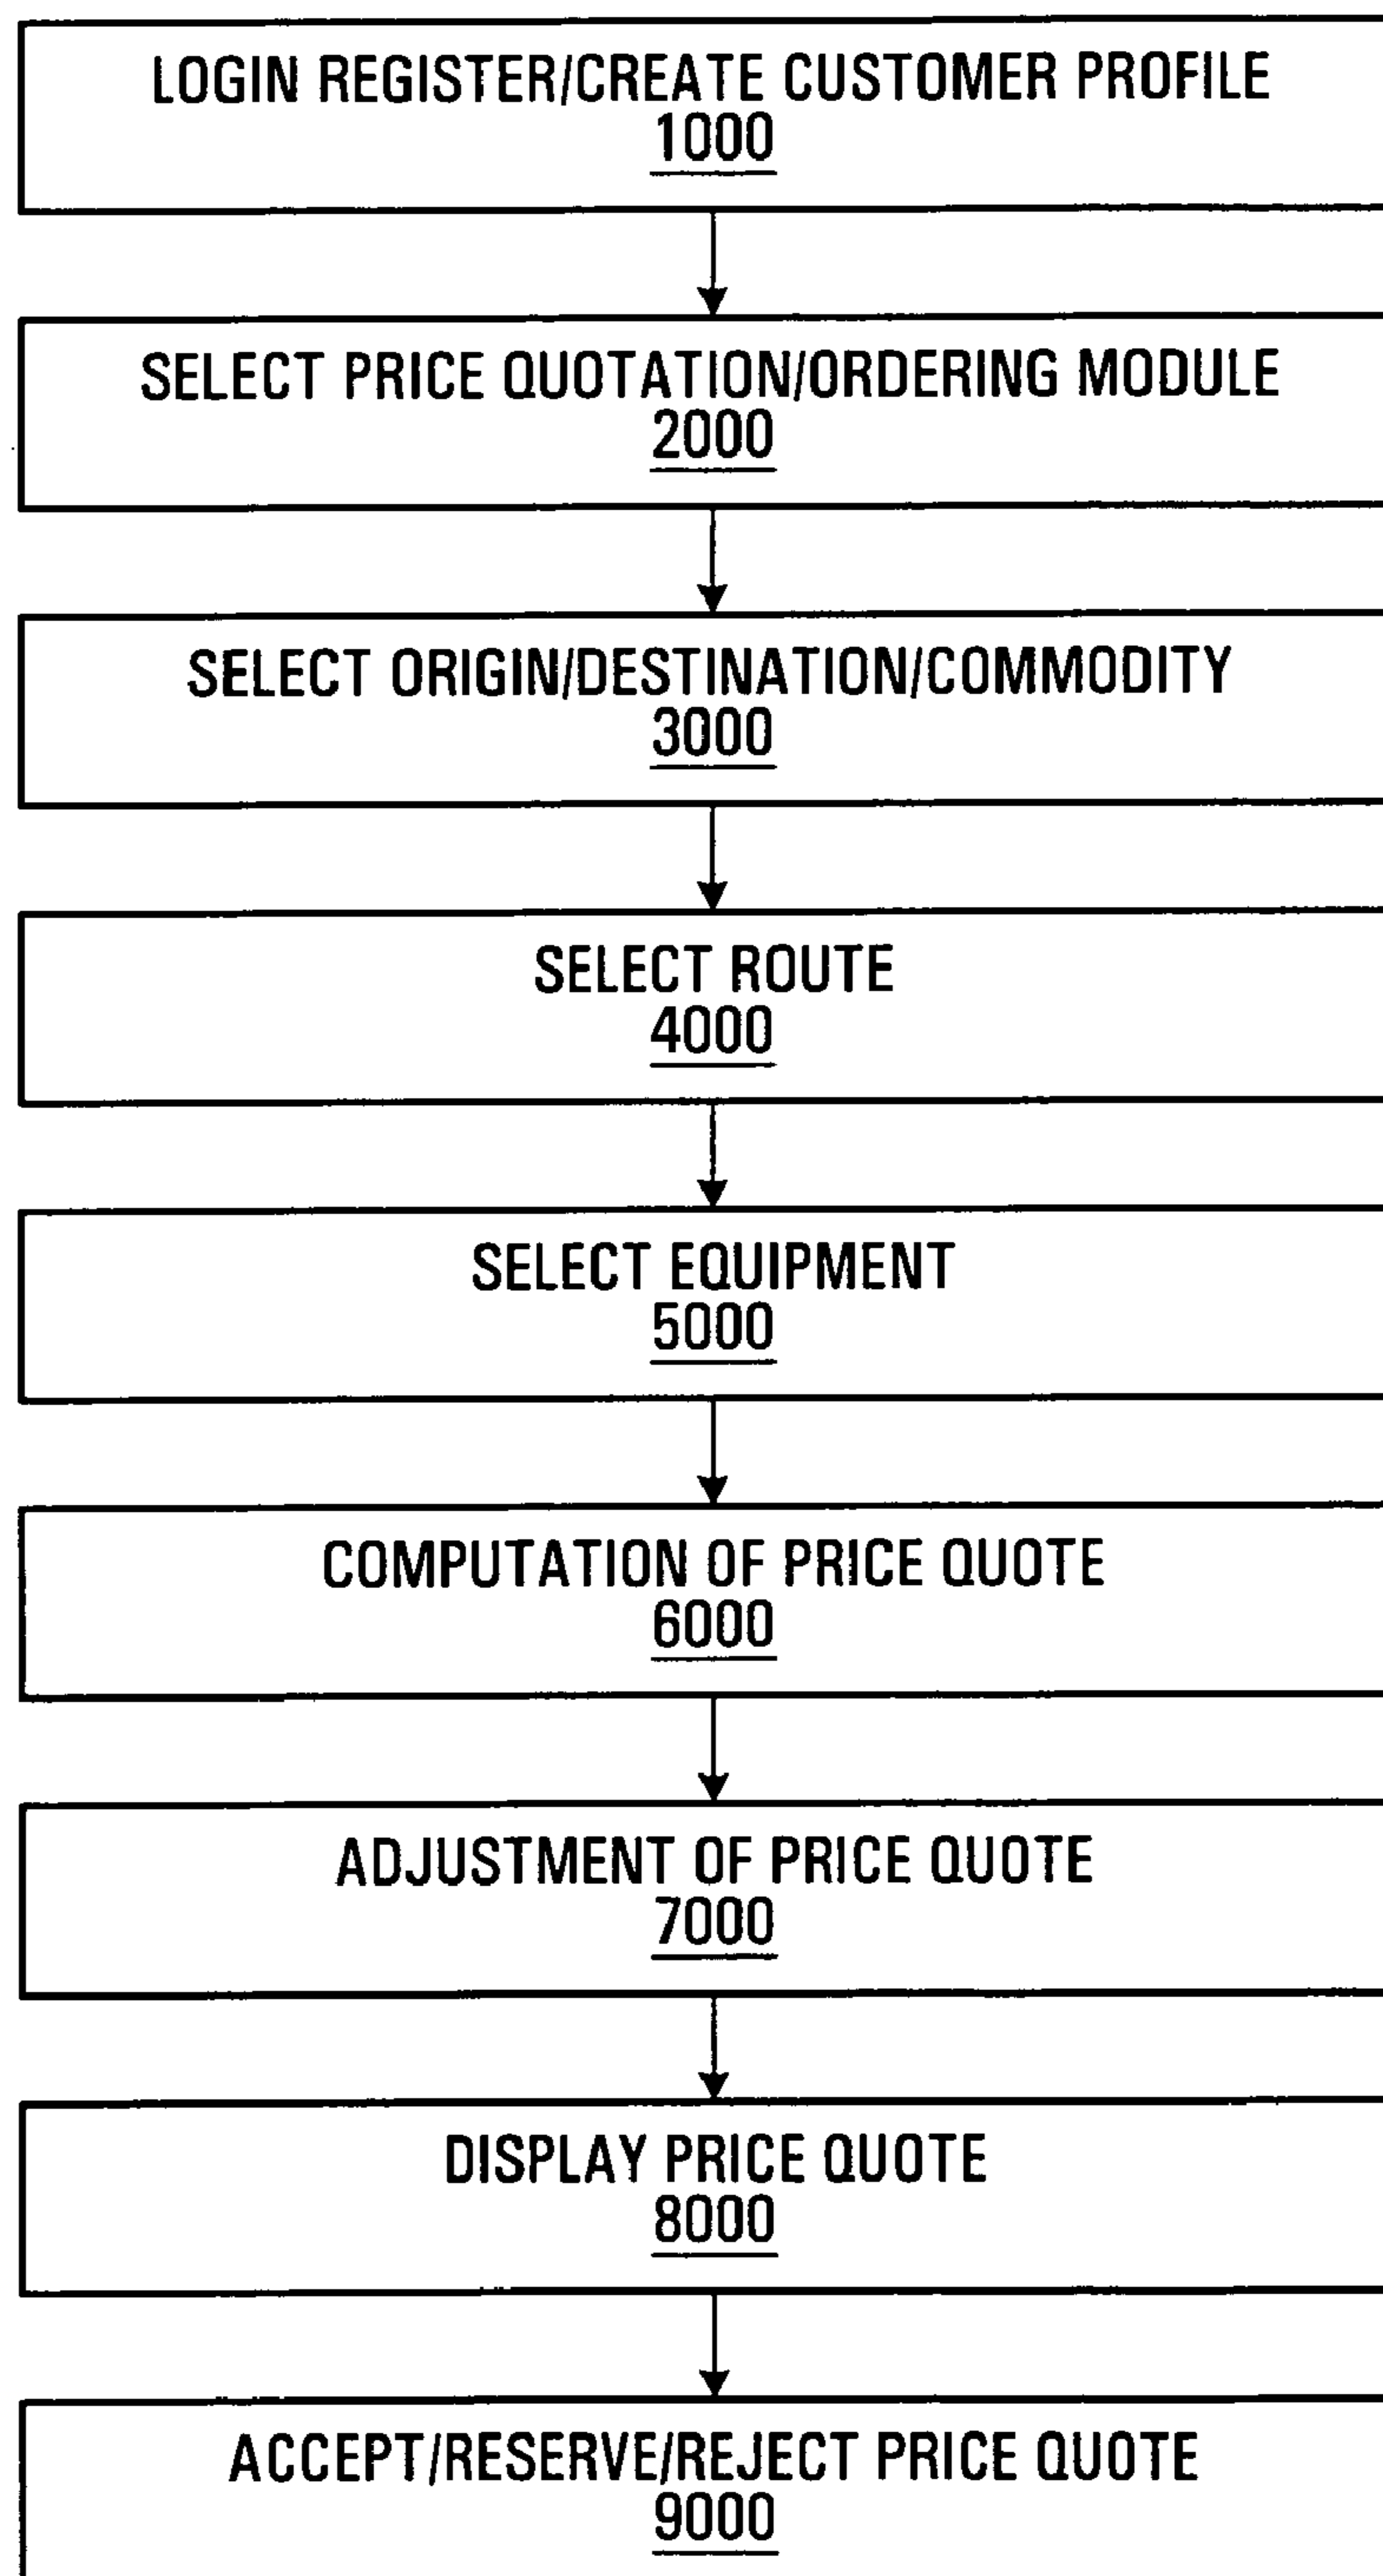 LOGIN REGISTER/CREATE CUSTOMER PROFILE
1000
SELECT PRICE QUOTATION/ORDERING MODULE
2000
SELECT ORIGIN/DESTINATION/COMMODITY
3000
SELECT ROUTE
4000
SELECT EQUIPMENT
5000
COMPUTATION OF PRICE QUOTE
6000
ADJUSTMENT OF PRICE QUOTE
7000
DISPLAY PRICE QUOTE
8000
ACCEPT/RESERVE/REJECT PRICE QUOTE
9000